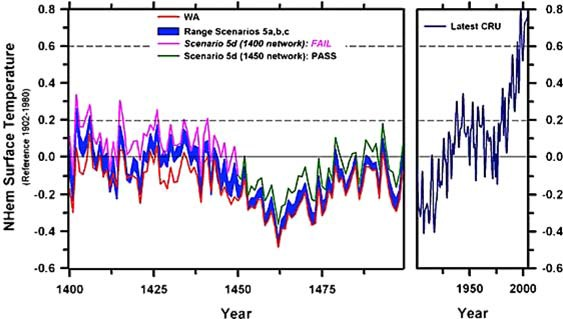 WA
Range Scenarios 5a,b,c
Scenario 5d (1400 network): FAIL
Scenario 5d (1450 network): PASS
Latest CRU
NHem Surface Temperature
(Reference 1902-1980)
0.8 0.8
0.6 0.6
0.4 0.4
0.2 0.2
0.0 0.0
-0.2 -0.2
-0.4 -0.4
-0.6 -0.6
1400 1425 1450 1475 1950 2000
Year Year